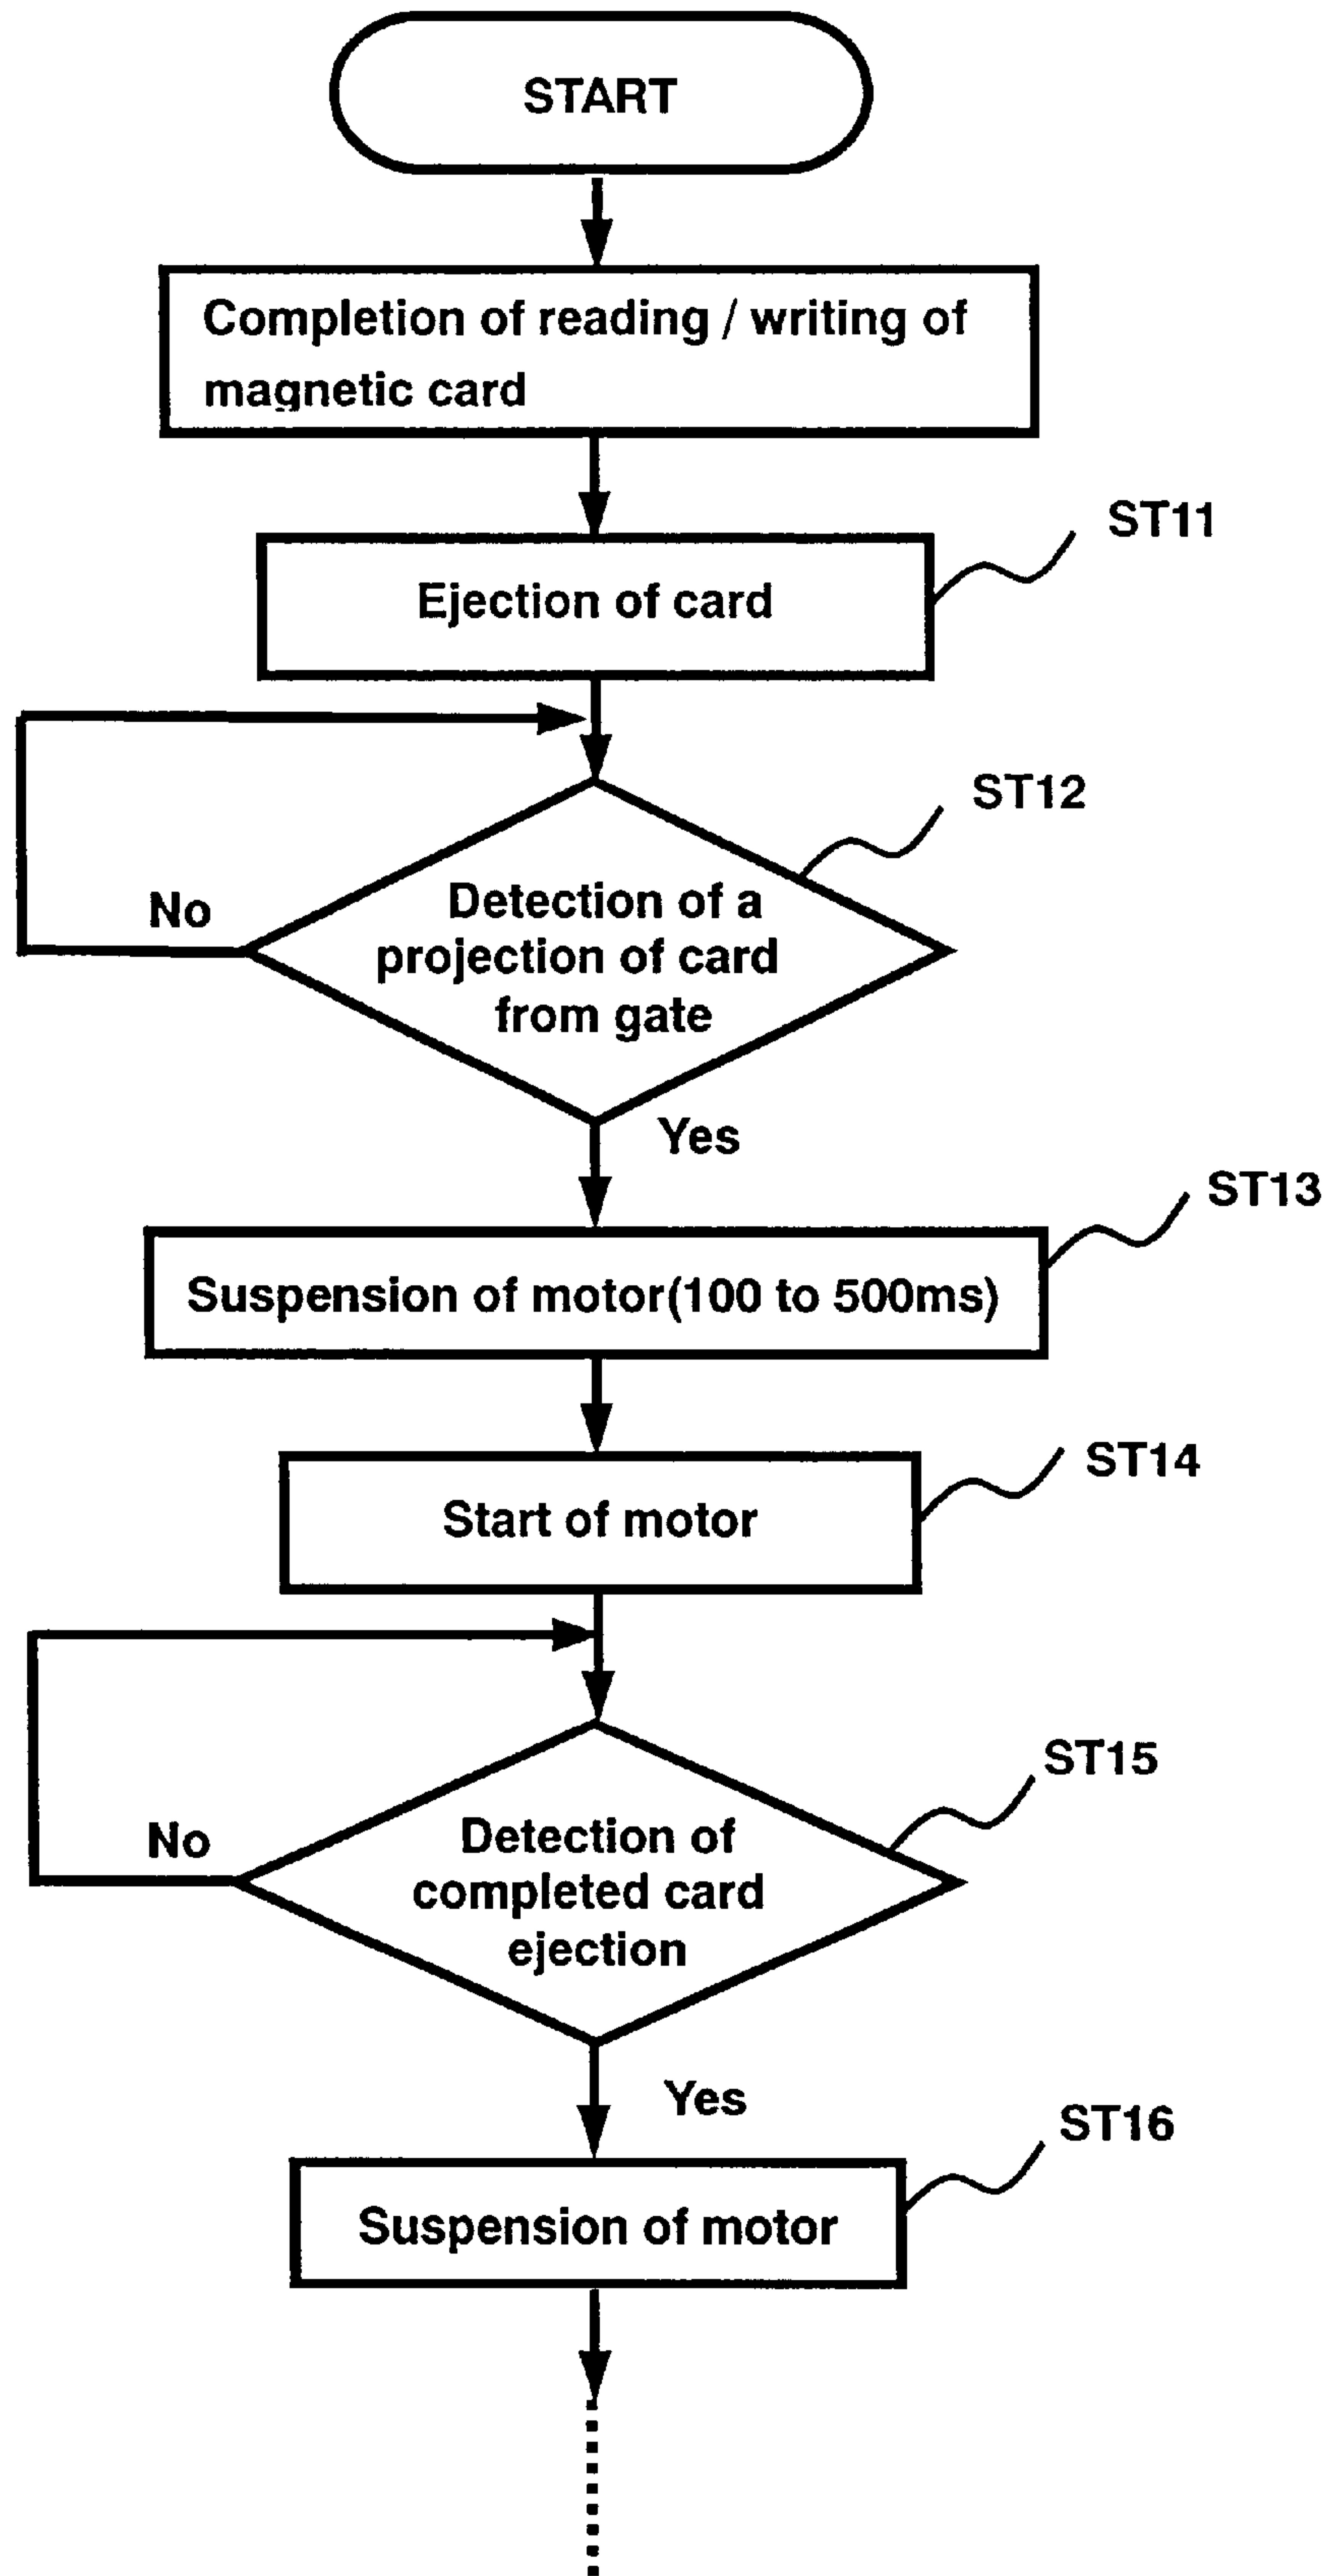 START
Completion of reading / writing of
magnetic card
ST11
Ejection of card
ST12
No
Detection of a
projection of card
from gate
Yes
ST13
Suspension of motor(100 to 500ms)
ST14
Start of motor
ST15
No
Detection of
completed card
ejection
Yes
ST16
Suspension of motor